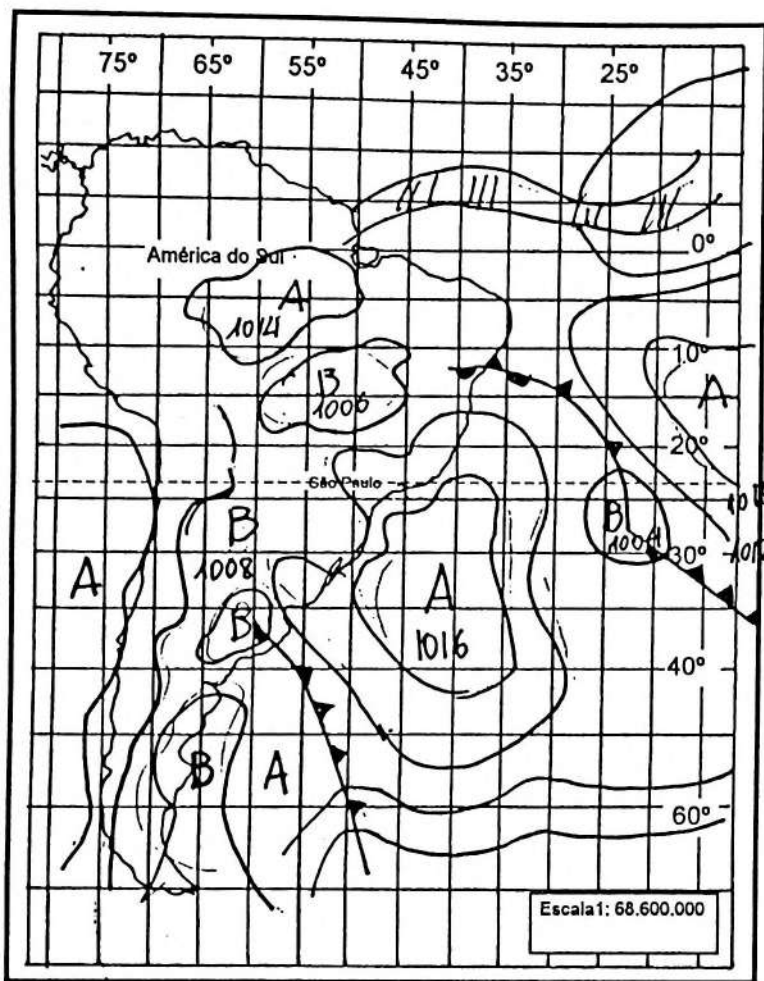 75º 65º 55º 45º 35º 25º
0º
América do Sul
A
1014
10º
B
1006
A
20º
São Paulo
B
1008
B
1004
30º
A
A
1016
B
40º
B
A
60º
Escala1: 68.600.000